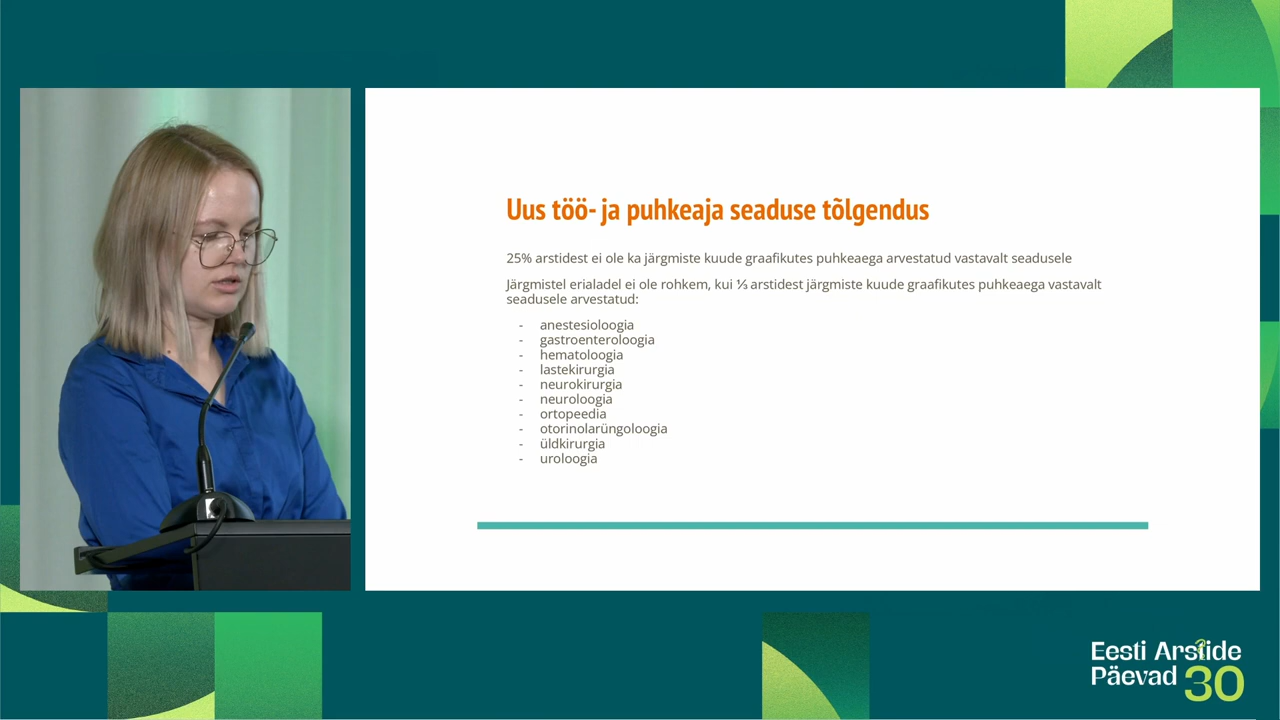 Uus töö- ja puhkeaja seaduse tõlgendus
25% arstidest ei ole ka järgmiste kuude graafikutes puhkeaega arvestatud vastavalt seadusele
Järgmistel erialadel ei ole rohkem, kui ⅓ arstidest järgmiste kuude graafikutes puhkeaega vastavalt
seadusele arvestatud:
- anestesioloogia
- gastroenteroloogia
- hematoloogia
- lastekirurgia
- neurokirurgia
- neuroloogia
- ortopeedia
- otorinolarüngoloogia
- üldkirurgia
- uroloogia
Eesti Arstide
Päevad 30